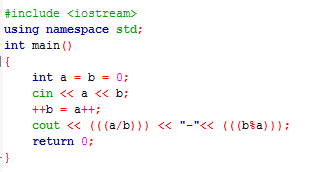 #include <iostream>
using namespace std;
int main()
{
int a = b = 0;
cin << a << b;
++b = a++;
cout << (((a/b))) << "-"<< (((b%a)));
return 0;
}